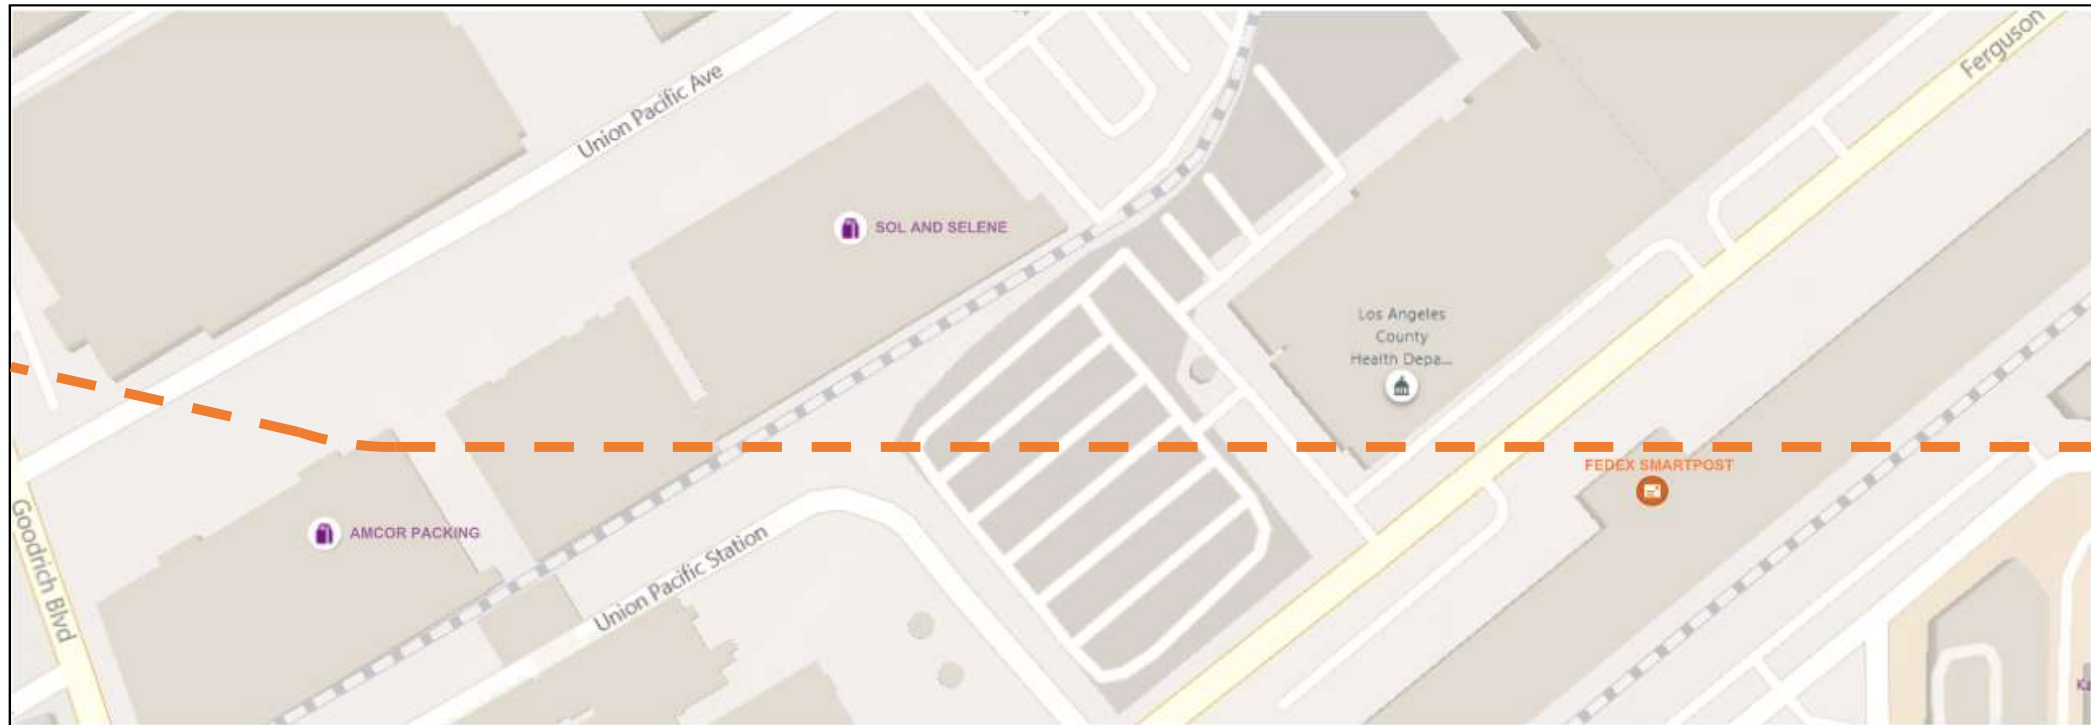 Ferguson
Union Pacific Ave
SOL AND SELENE
Los Angeles
County
Health Depa...
FEDEX SMARTPOST
AMCOR PACKING
Goodrich Blvd
Union Pacific Station